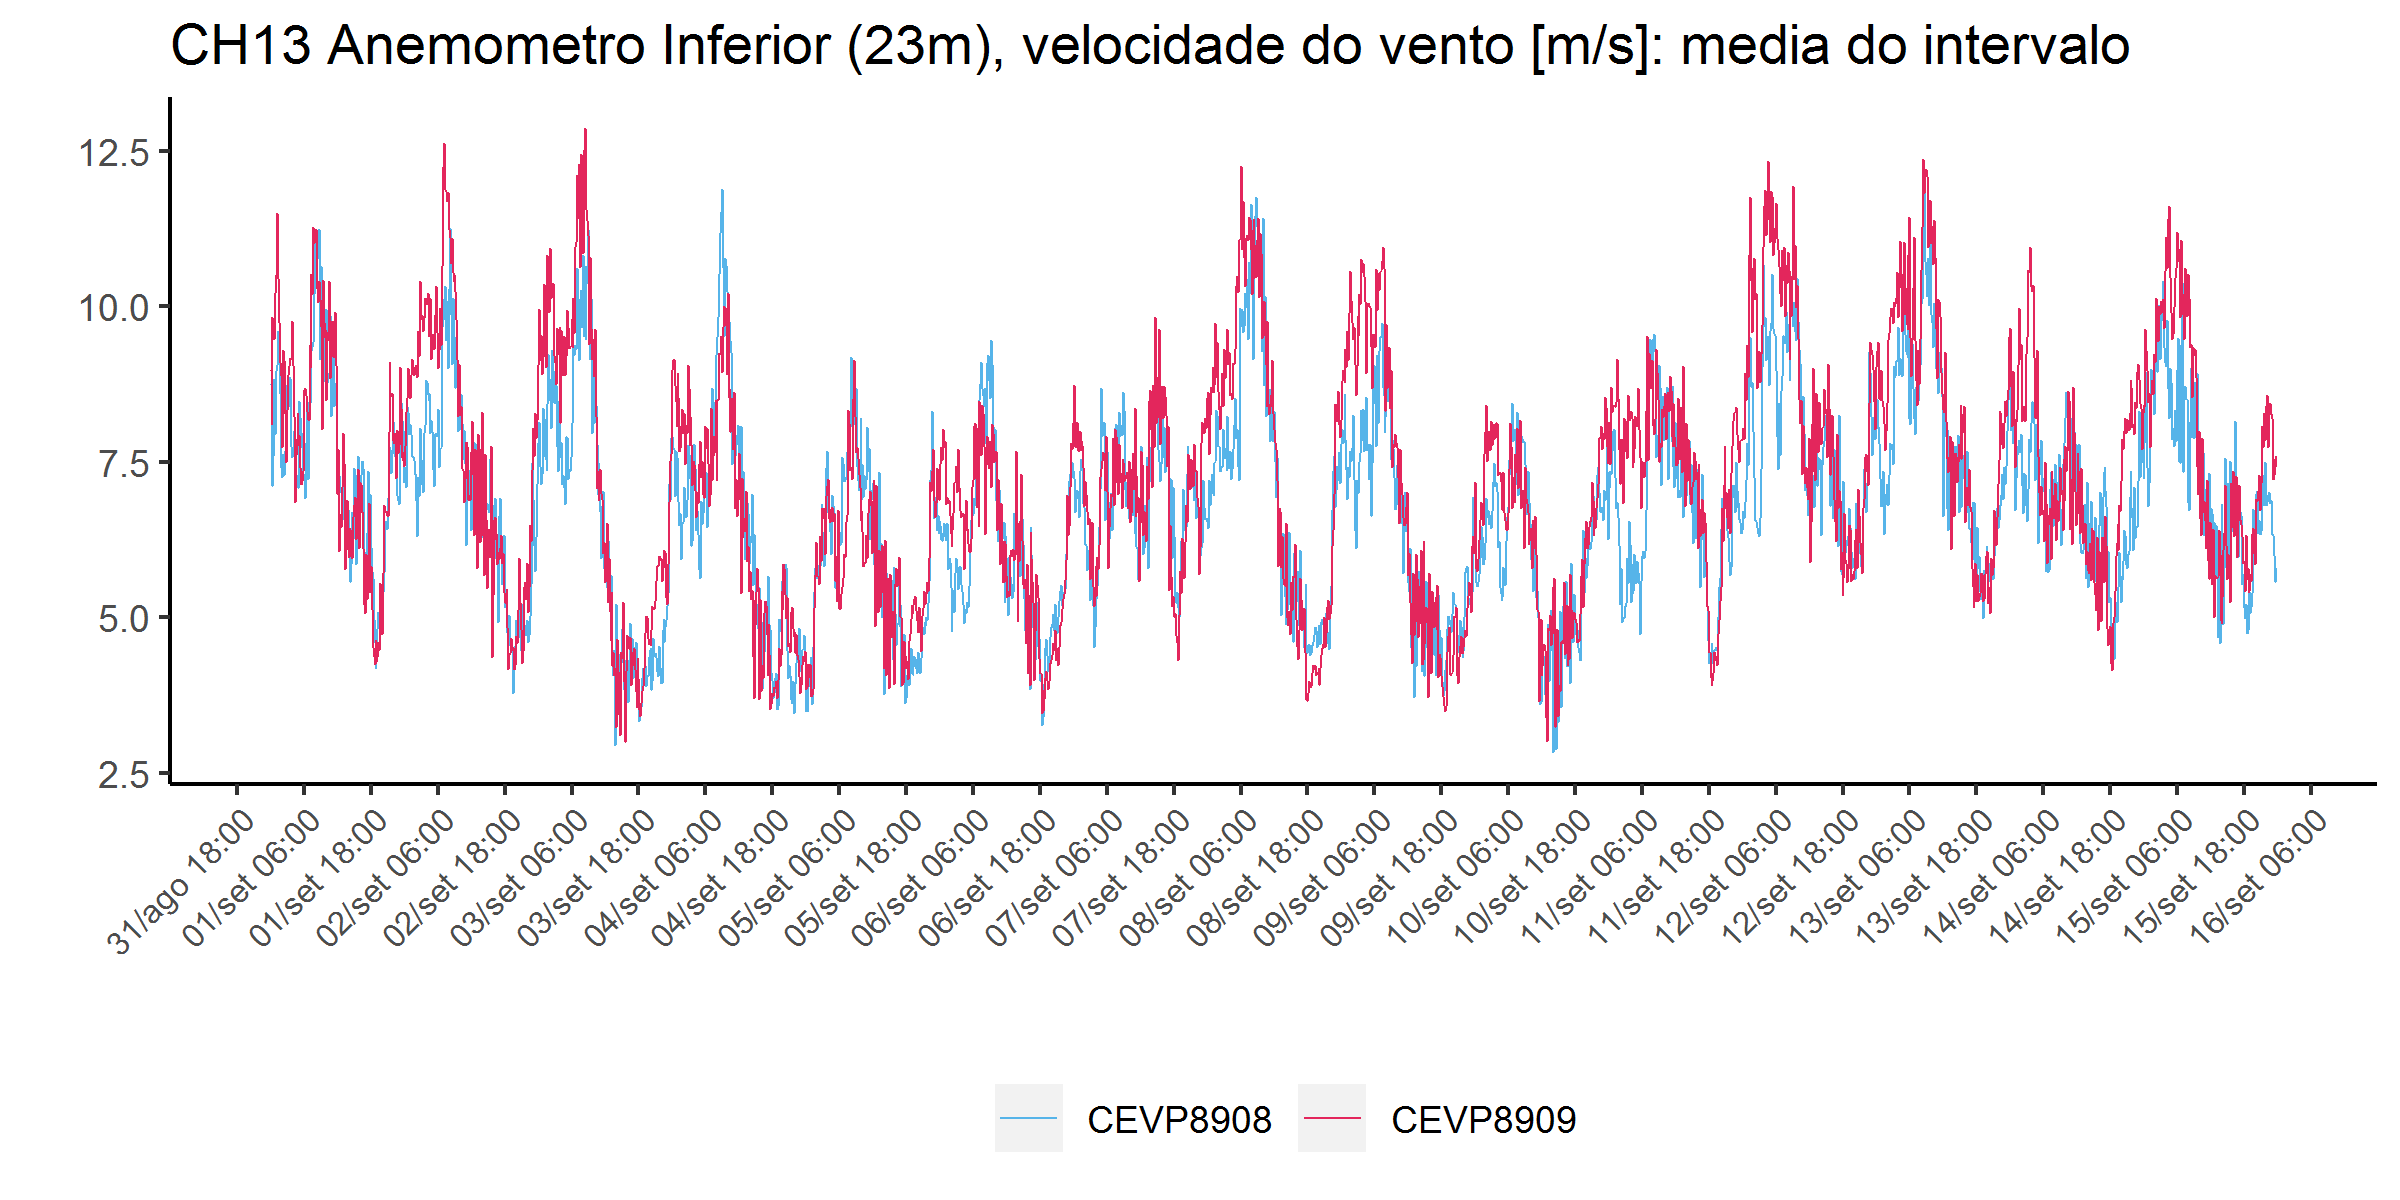 CH13 Anemometro Inferior (23m), velocidade do vento [m/s]: media do intervalo
12.5
10.0
7.5
5.0
2.5
31/ago 18:00
01/set 06:00
01/set 18:00
02/set 06:00
02/set 18:00
03/set 06:00
03/set 18:00
04/set 06:00
04/set 18:00
05/set 06:00
05/set 18:00
06/set 06:00
06/set 18:00
07/set 06:00
07/set 18:00
08/set 06:00
08/set 18:00
09/set 06:00
09/set 18:00
10/set 06:00
10/set 18:00
11/set 06:00
11/set 18:00
12/set 06:00
12/set 18:00
13/set 06:00
13/set 18:00
14/set 06:00
14/set 18:00
15/set 06:00
15/set 18:00
16/set 06:00
CEVP8908
CEVP8909